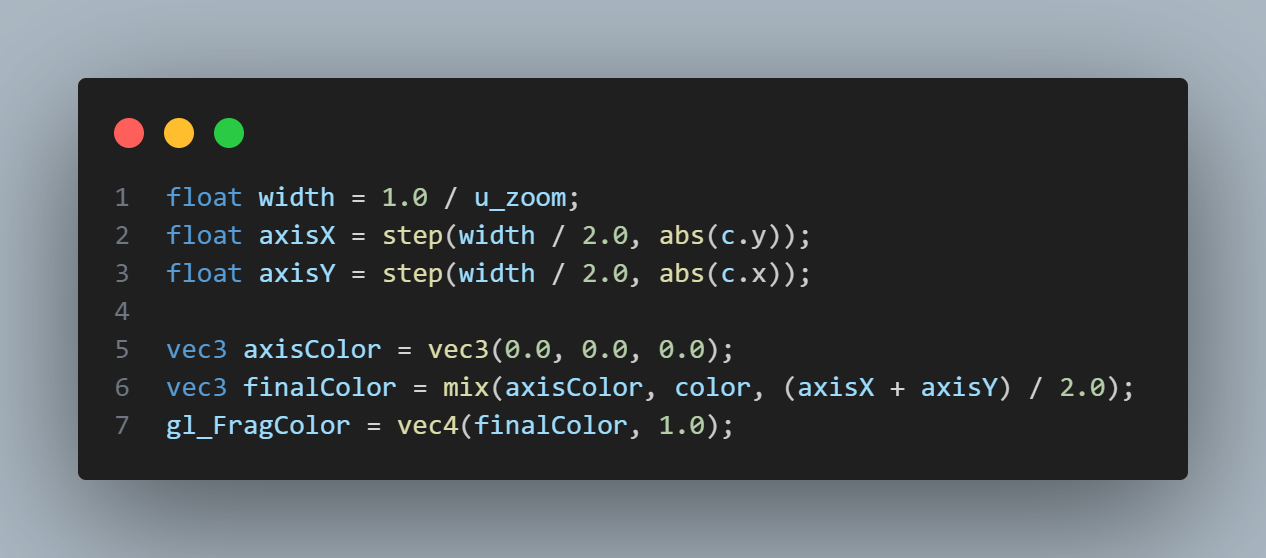 1 float width = 1.0 / u_zoom;
2 float axisX = step(width / 2.0, abs(c.y));
3 float axisY = step(width / 2.0, abs(c.x));
4
5 vec3 axisColor = vec3(0.0, 0.0, 0.0);
6 vec3 finalColor = mix(axisColor, color, (axisX + axisY) / 2.0);
7 gl_FragColor = vec4(finalColor, 1.0);